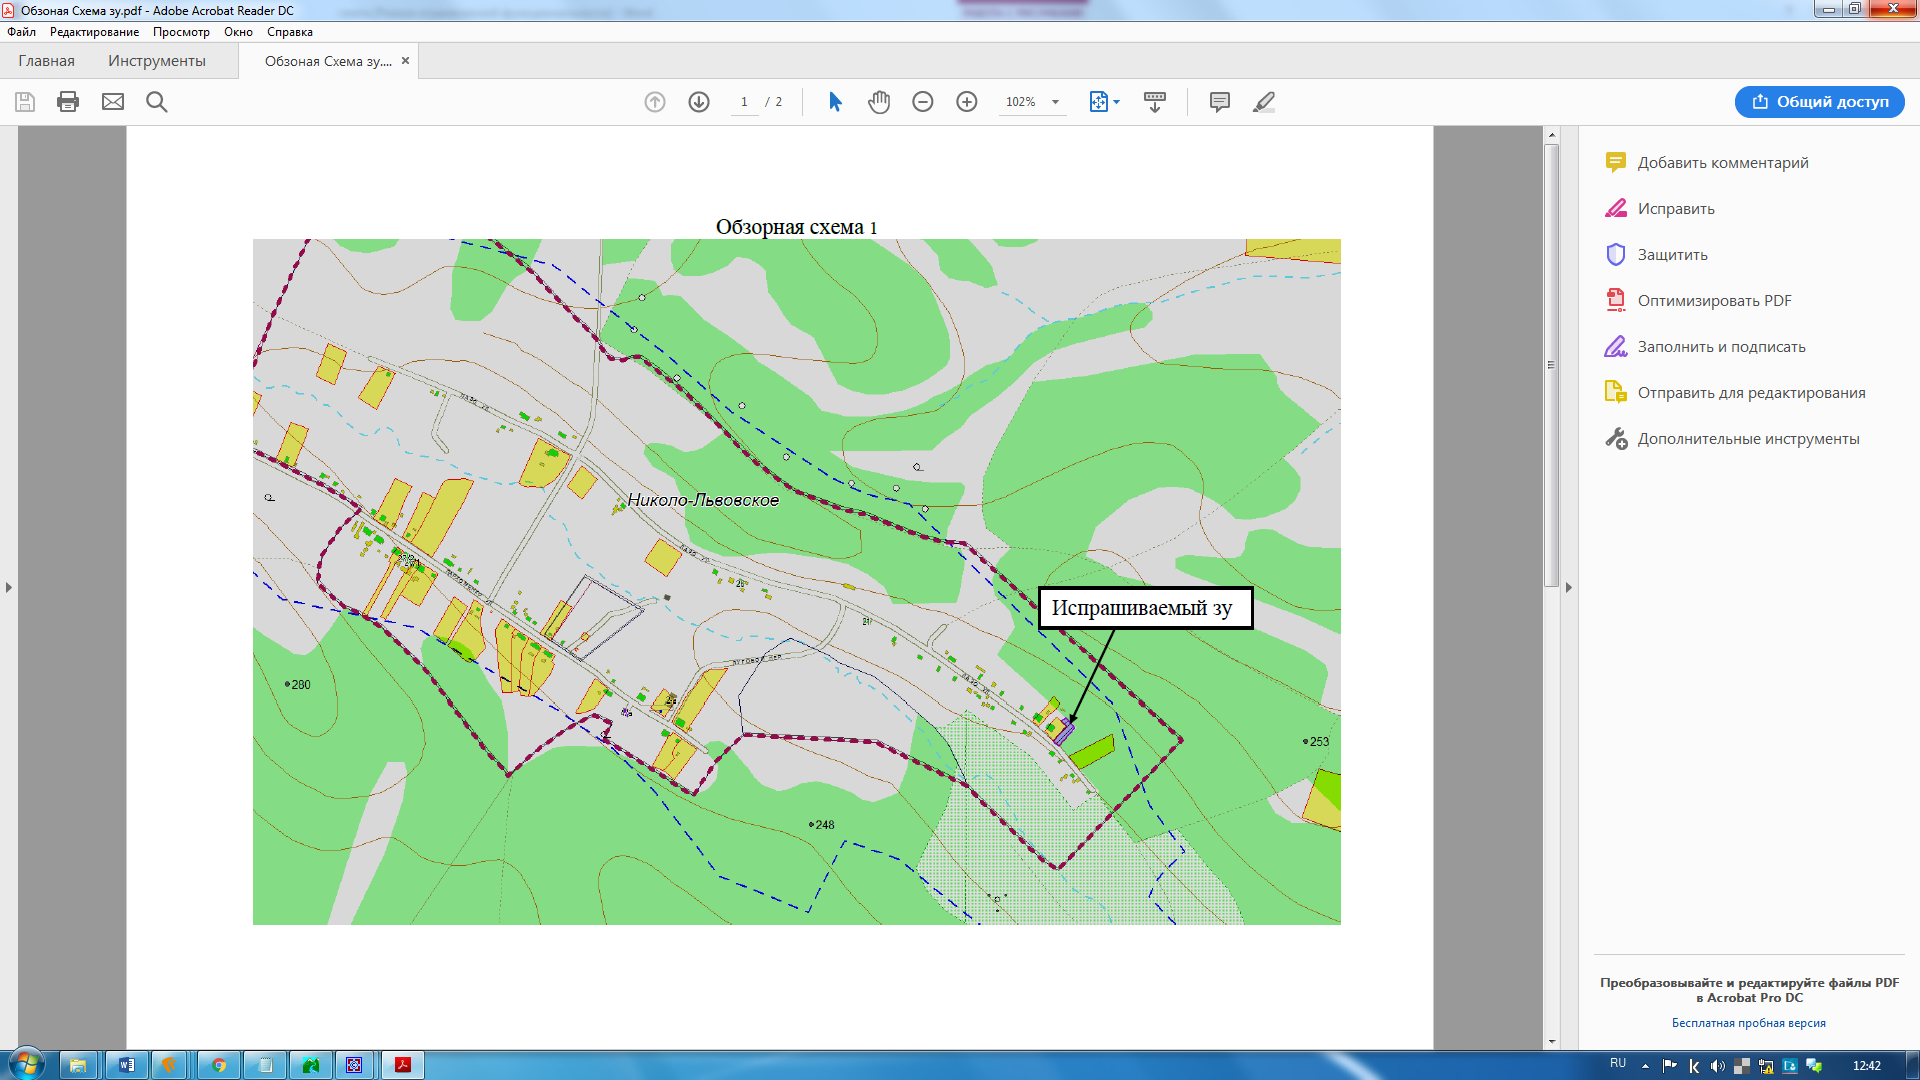 Обзоная Схема зу.pdf - Adobe Acrobat Reader DC
Файл Редактирование Просмотр Окно Справка
Главная Инструменты Обзоная Схема зу....
1 / 2 102% Общий доступ
Обзорная схема 1
Николо-Львовское
Испрашиваемый зу
280
253
248
Добавить комментарий
Исправить
Защитить
Оптимизировать PDF
Заполнить и подписать
Отправить для редактирования
Дополнительные инструменты
Преобразовывайте и редактируйте файлы PDF
в Acrobat Pro DC
Бесплатная пробная версия
RU 12:42